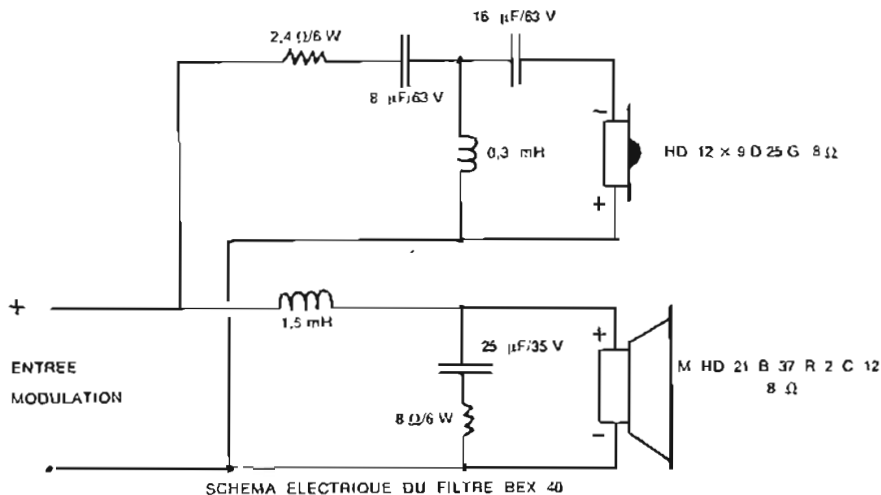 16 µF/63 V
2,4 Ω/6 W
8 µF/63 V
0,3 mH
−
HD 12 × 9 D 25 G 8 Ω
+
+
1,5 mH
25 µF/35 V
+
M HD 21 B 37 R 2 C 12
8 Ω
ENTREE
MODULATION
8 Ω/6 W
−
SCHEMA ELECTRIQUE DU FILTRE BEX 40